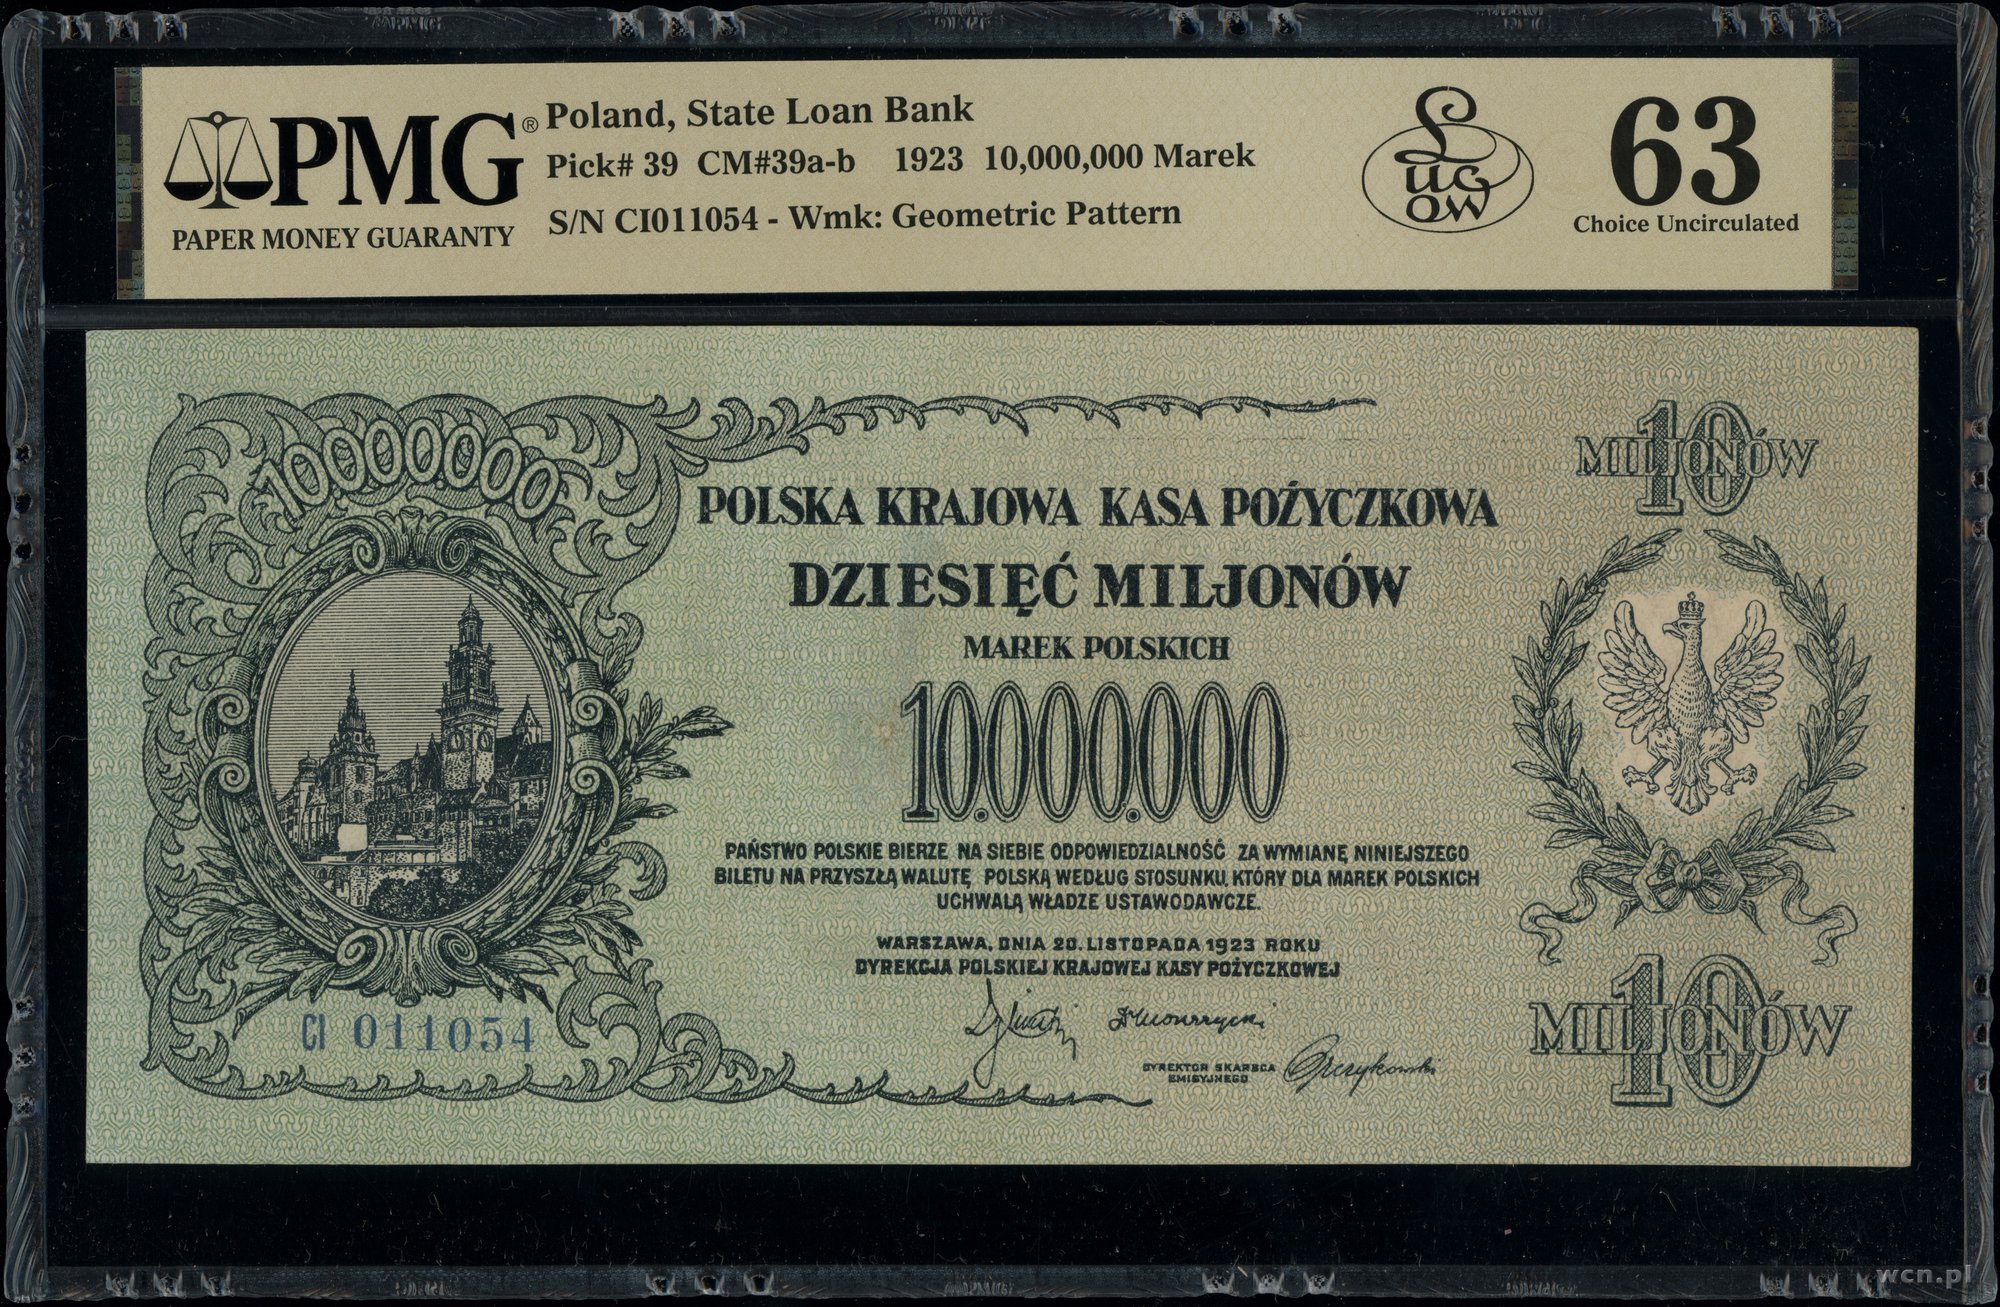 PMG®
PAPER MONEY GUARANTY
Poland, State Loan Bank
Pick# 39 CM#39a-b 1923 10,000,000 Marek
S/N CI011054 - Wmk: Geometric Pattern
Lucow
63
Choice Uncirculated
10.000.000
10 MILJONÓW
POLSKA KRAJOWA KASA POŻYCZKOWA
DZIESIĘĆ MILJONÓW
MAREK POLSKICH
10.000.000
PAŃSTWO POLSKIE BIERZE NA SIEBIE ODPOWIEDZIALNOŚĆ ZA WYMIANĘ NINIEJSZEGO
BILETU NA PRZYSZŁĄ WALUTĘ POLSKĄ WEDŁUG STOSUNKU, KTÓRY DLA MAREK POLSKICH
UCHWALĄ WŁADZE USTAWODAWCZE.
WARSZAWA, DNIA 20. LISTOPADA 1923 ROKU
DYREKCJA POLSKIEJ KRAJOWEJ KASY POŻYCZKOWEJ
CI 011054
DYREKTOR SKARBCA
EMISYJNEGO
10 MILJONÓW
wcn.pl